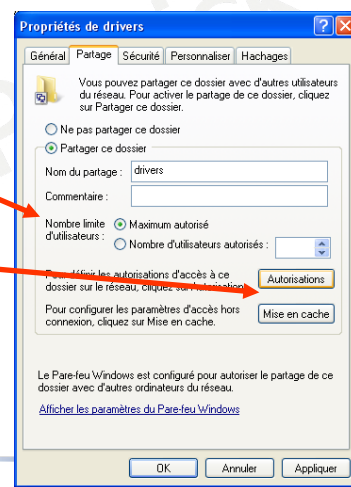 Propriétés de drivers
Général Partage Sécurité Personnaliser Hachages
Vous pouvez partager ce dossier avec d'autres utilisateurs
du réseau. Pour activer le partage de ce dossier, cliquez
sur Partager ce dossier.
Ne pas partager ce dossier
Partager ce dossier
Nom du partage : drivers
Commentaire :
Nombre limite
d'utilisateurs :
Maximum autorisé
Nombre d'utilisateurs autorisés :
Pour définir les autorisations d'accès à ce
dossier sur le réseau, cliquez sur Autorisations.
Autorisations
Pour configurer les paramètres d'accès hors
connexion, cliquez sur Mise en cache.
Mise en cache
Le Pare-feu Windows est configuré pour autoriser le partage de ce
dossier avec d'autres ordinateurs du réseau.
Afficher les paramètres du Pare-feu Windows
OK Annuler Appliquer